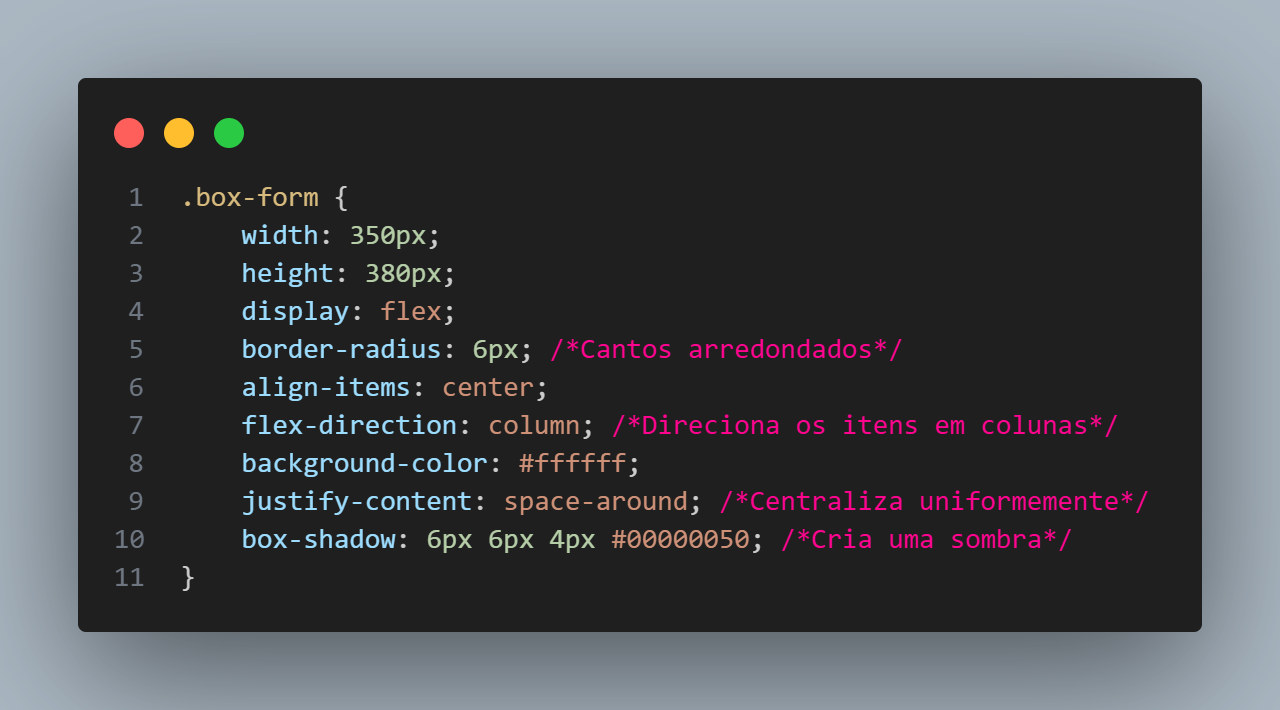 1 .box-form {
2     width: 350px;
3     height: 380px;
4     display: flex;
5     border-radius: 6px; /*Cantos arredondados*/
6     align-items: center;
7     flex-direction: column; /*Direciona os itens em colunas*/
8     background-color: #ffffff;
9     justify-content: space-around; /*Centraliza uniformemente*/
10     box-shadow: 6px 6px 4px #00000050; /*Cria uma sombra*/
11 }